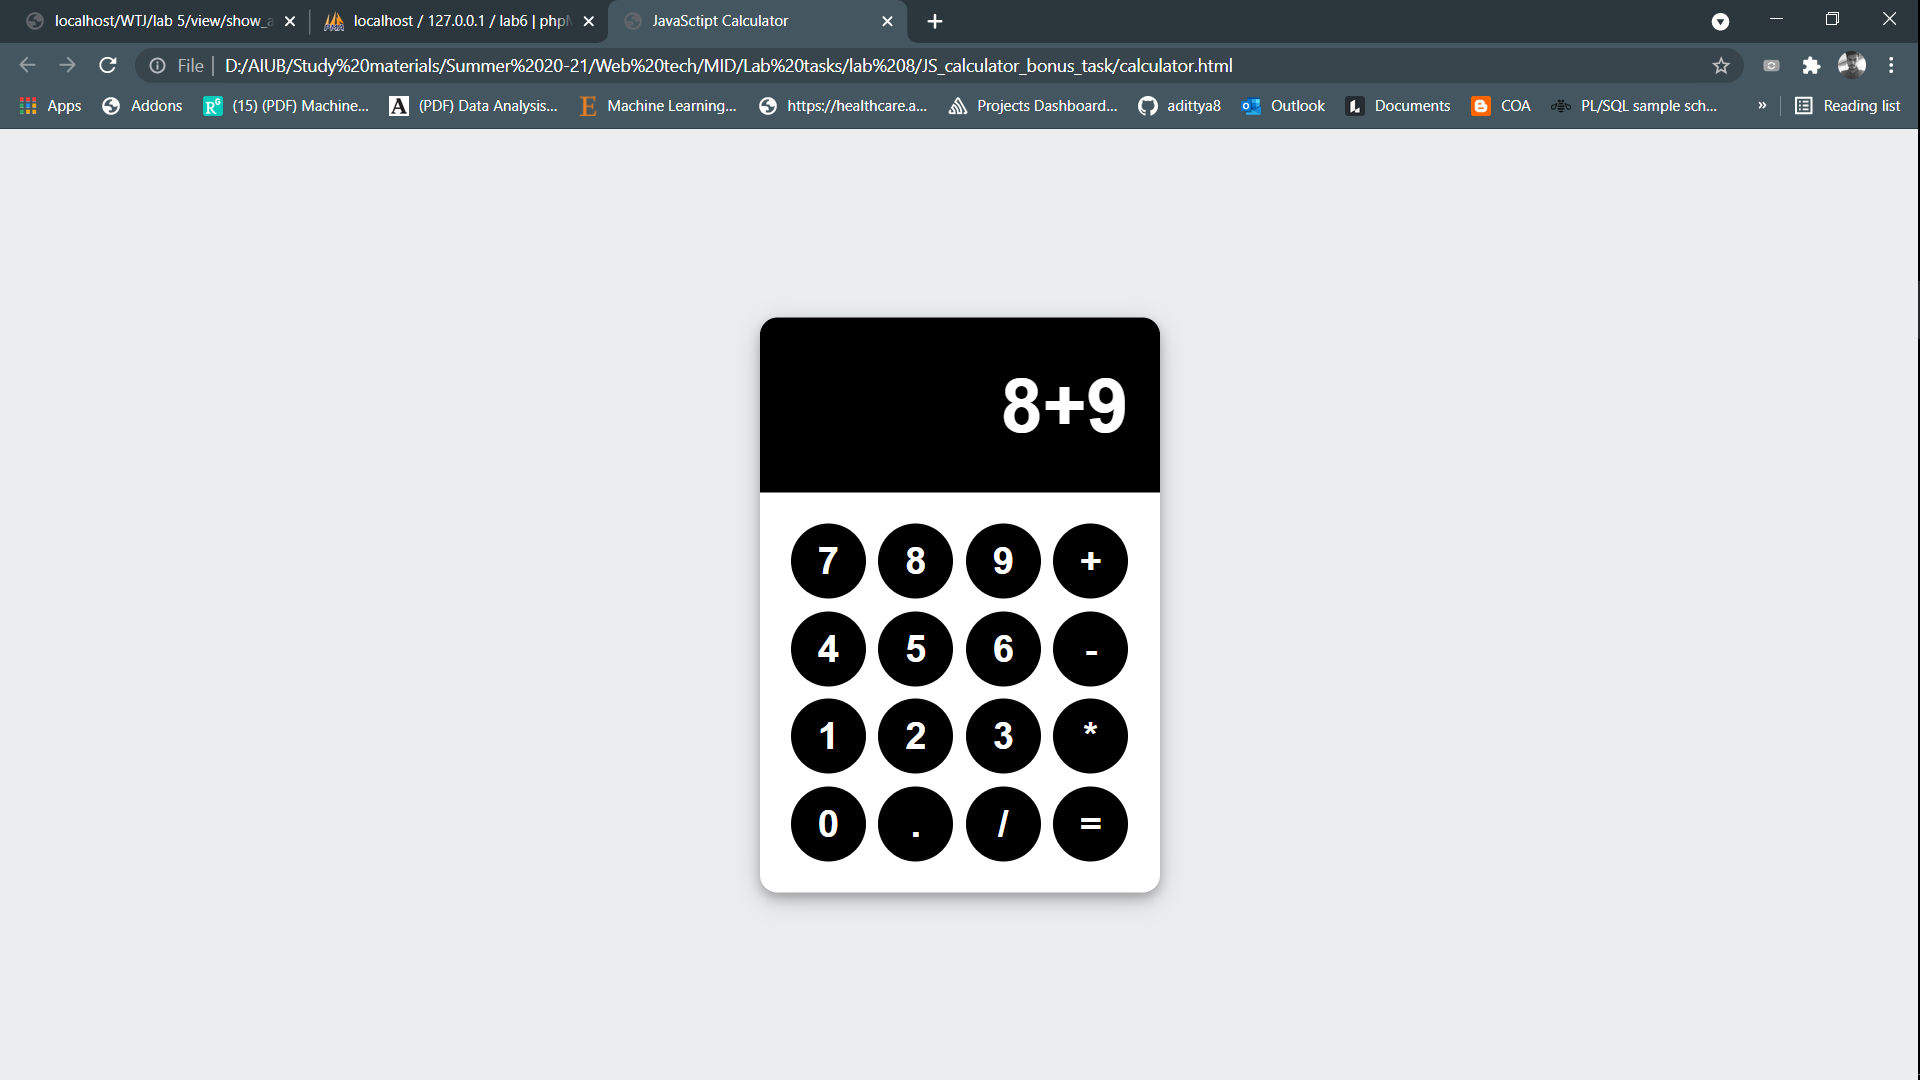 localhost/WTJ/lab 5/view/show_a
localhost / 127.0.0.1 / lab6 | phpM
JavaSctipt Calculator
File | D:/AIUB/Study%20materials/Summer%2020-21/Web%20tech/MID/Lab%20tasks/lab%208/JS_calculator_bonus_task/calculator.html
Apps Addons (15) (PDF) Machine... (PDF) Data Analysis... Machine Learning... https://healthcare.a... Projects Dashboard... adittya8 Outlook Documents COA PL/SQL sample sch... » Reading list
8+9
7 8 9 +
4 5 6 -
1 2 3 *
0 . / =